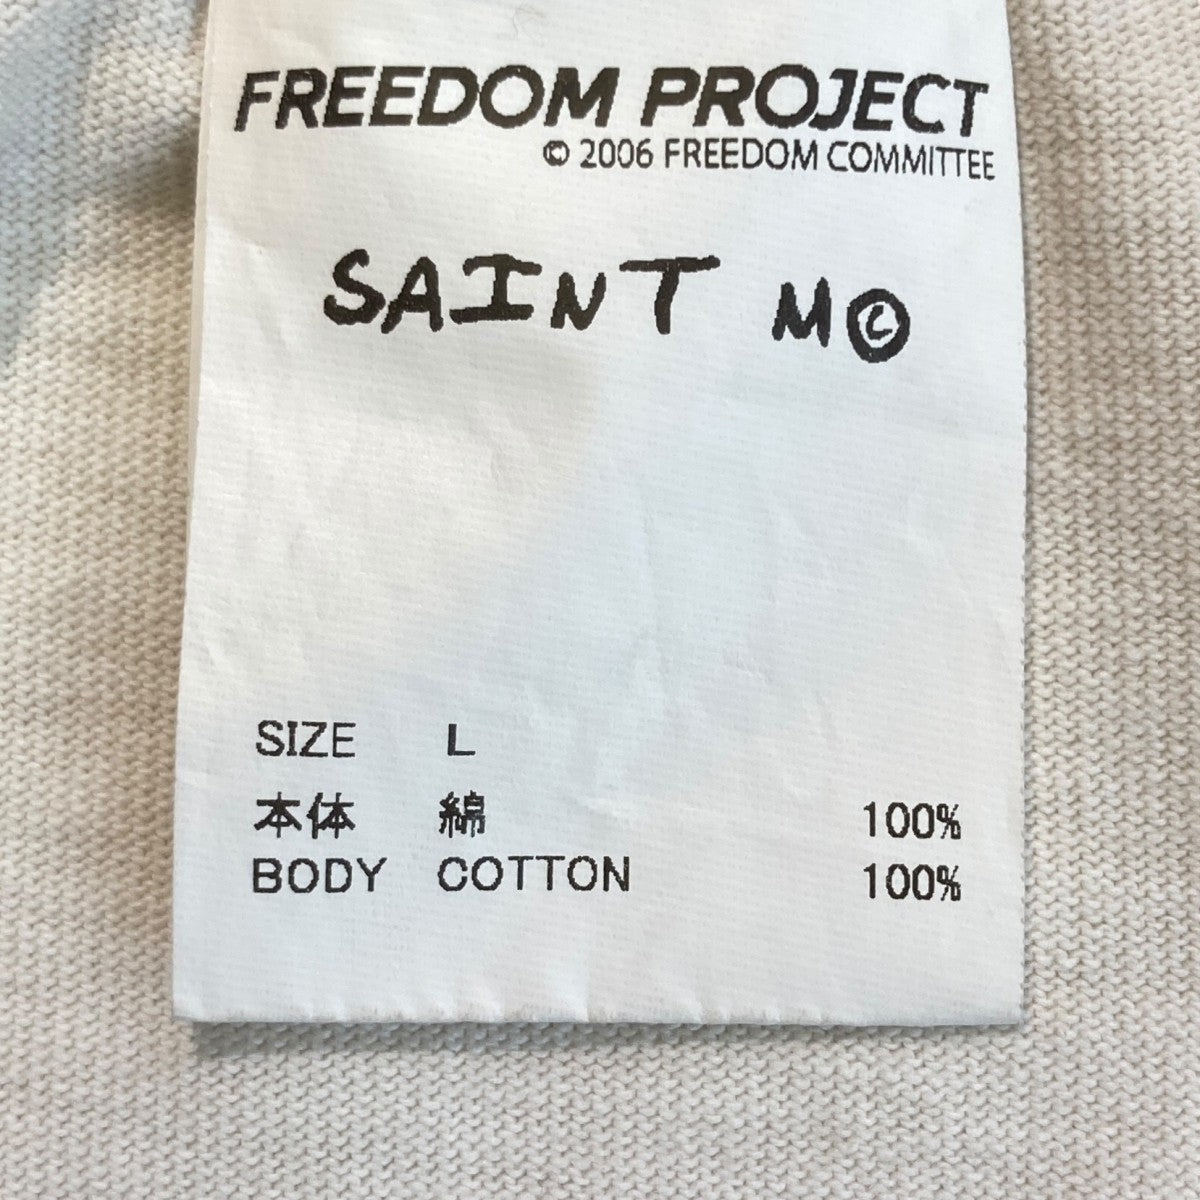 FREEDOM PROJECT
© 2006 FREEDOM COMMITTEE
SAINT M©
SIZE L
本体 綿 100%
BODY COTTON 100%